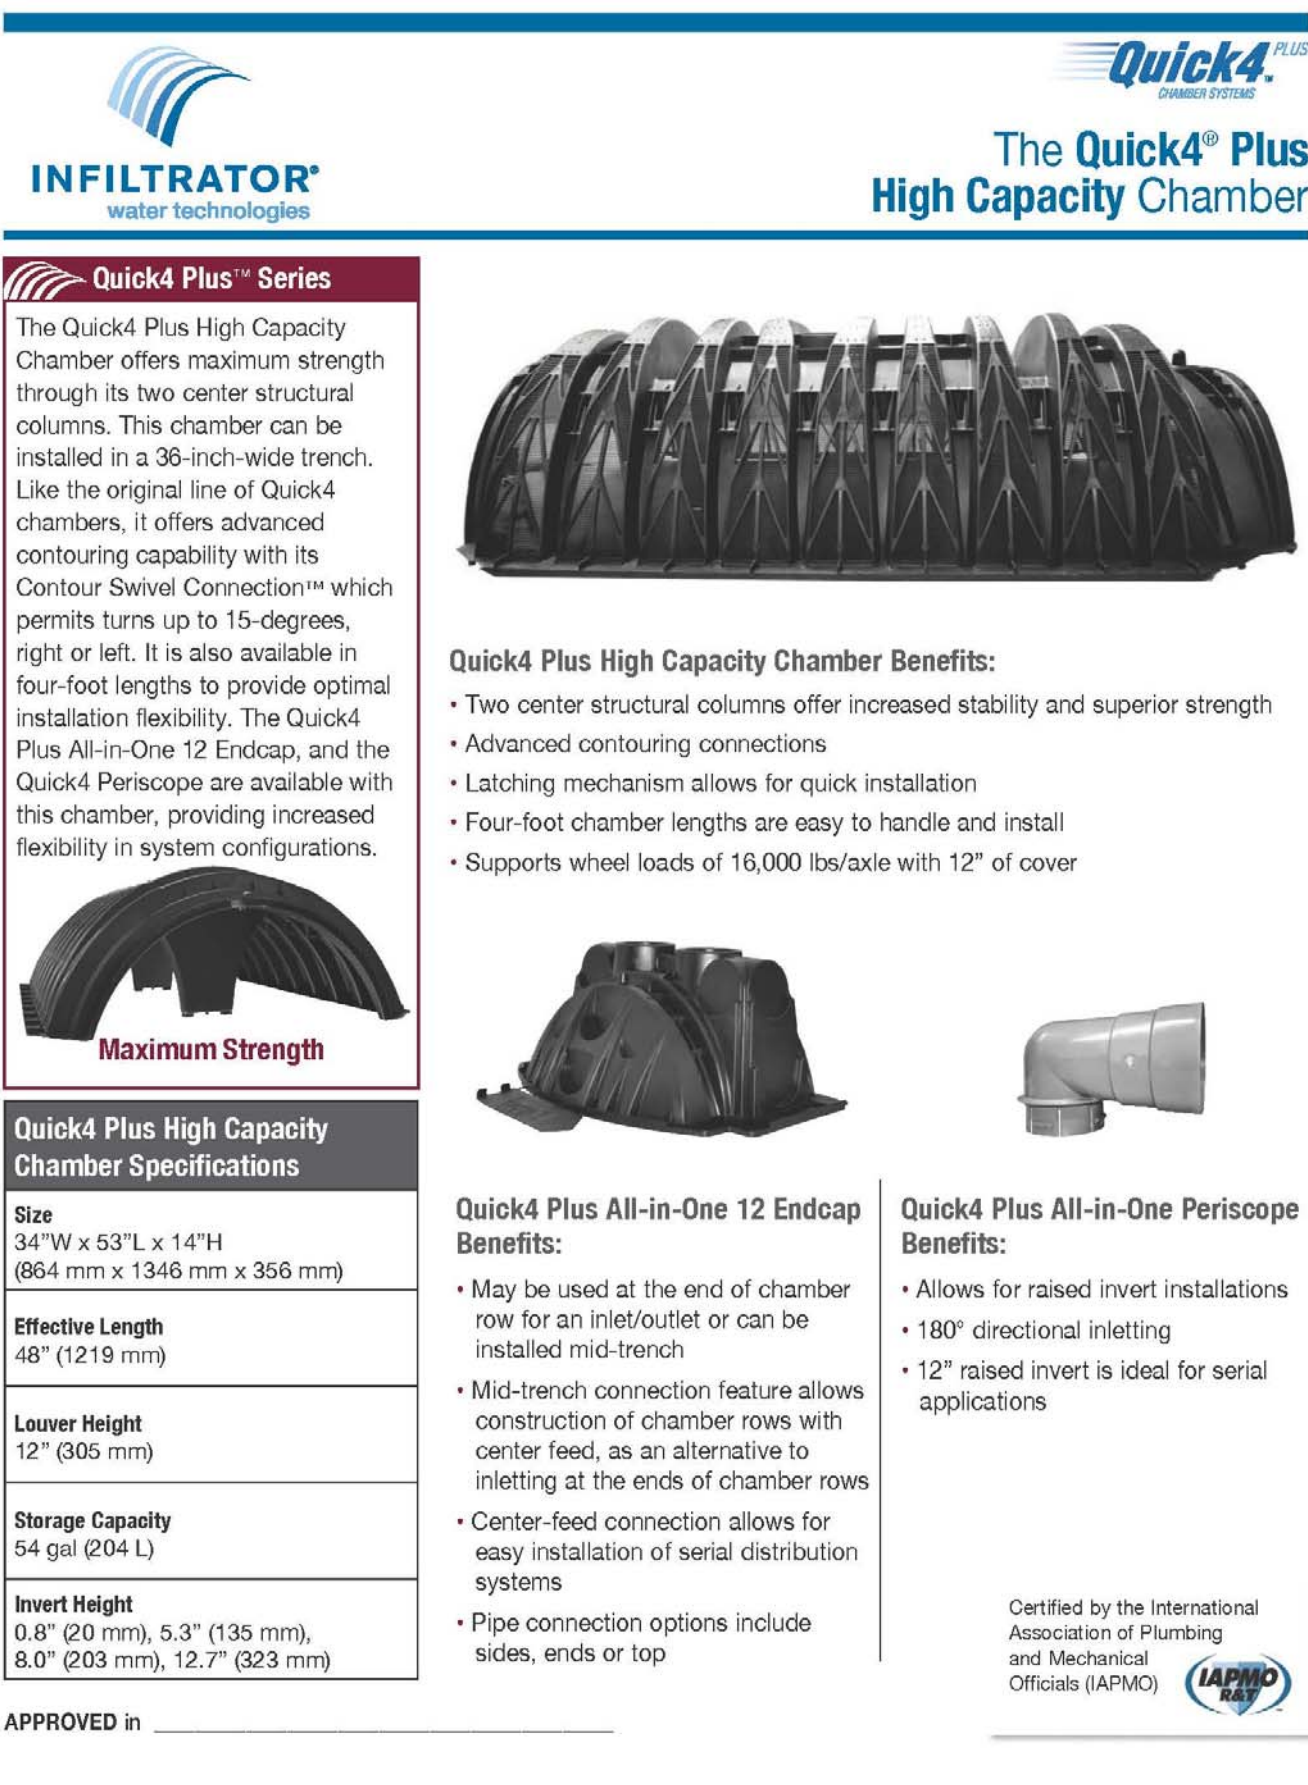 Quick4 PLUS
CHAMBER SYSTEMS™
INFILTRATOR®
water technologies
The Quick4® Plus
High Capacity Chamber
Quick4 Plus™ Series
The Quick4 Plus High Capacity
Chamber offers maximum strength
through its two center structural
columns. This chamber can be
installed in a 36-inch-wide trench.
Like the original line of Quick4
chambers, it offers advanced
contouring capability with its
Contour Swivel Connection™ which
permits turns up to 15-degrees,
right or left. It is also available in
four-foot lengths to provide optimal
installation flexibility. The Quick4
Plus All-in-One 12 Endcap, and the
Quick4 Periscope are available with
this chamber, providing increased
flexibility in system configurations.
Maximum Strength
Quick4 Plus High Capacity
Chamber Specifications
Size
34”W x 53”L x 14”H
(864 mm x 1346 mm x 356 mm)
Effective Length
48” (1219 mm)
Louver Height
12” (305 mm)
Storage Capacity
54 gal (204 L)
Invert Height
0.8” (20 mm), 5.3” (135 mm),
8.0” (203 mm), 12.7” (323 mm)
APPROVED in
Quick4 Plus High Capacity Chamber Benefits:
• Two center structural columns offer increased stability and superior strength
• Advanced contouring connections
• Latching mechanism allows for quick installation
• Four-foot chamber lengths are easy to handle and install
• Supports wheel loads of 16,000 lbs/axle with 12” of cover
Quick4 Plus All-in-One 12 Endcap
Benefits:
• May be used at the end of chamber
row for an inlet/outlet or can be
installed mid-trench
• Mid-trench connection feature allows
construction of chamber rows with
center feed, as an alternative to
inletting at the ends of chamber rows
• Center-feed connection allows for
easy installation of serial distribution
systems
• Pipe connection options include
sides, ends or top
Quick4 Plus All-in-One Periscope
Benefits:
• Allows for raised invert installations
• 180° directional inletting
• 12” raised invert is ideal for serial
applications
Certified by the International
Association of Plumbing
and Mechanical
Officials (IAPMO)
IAPMO
R&T